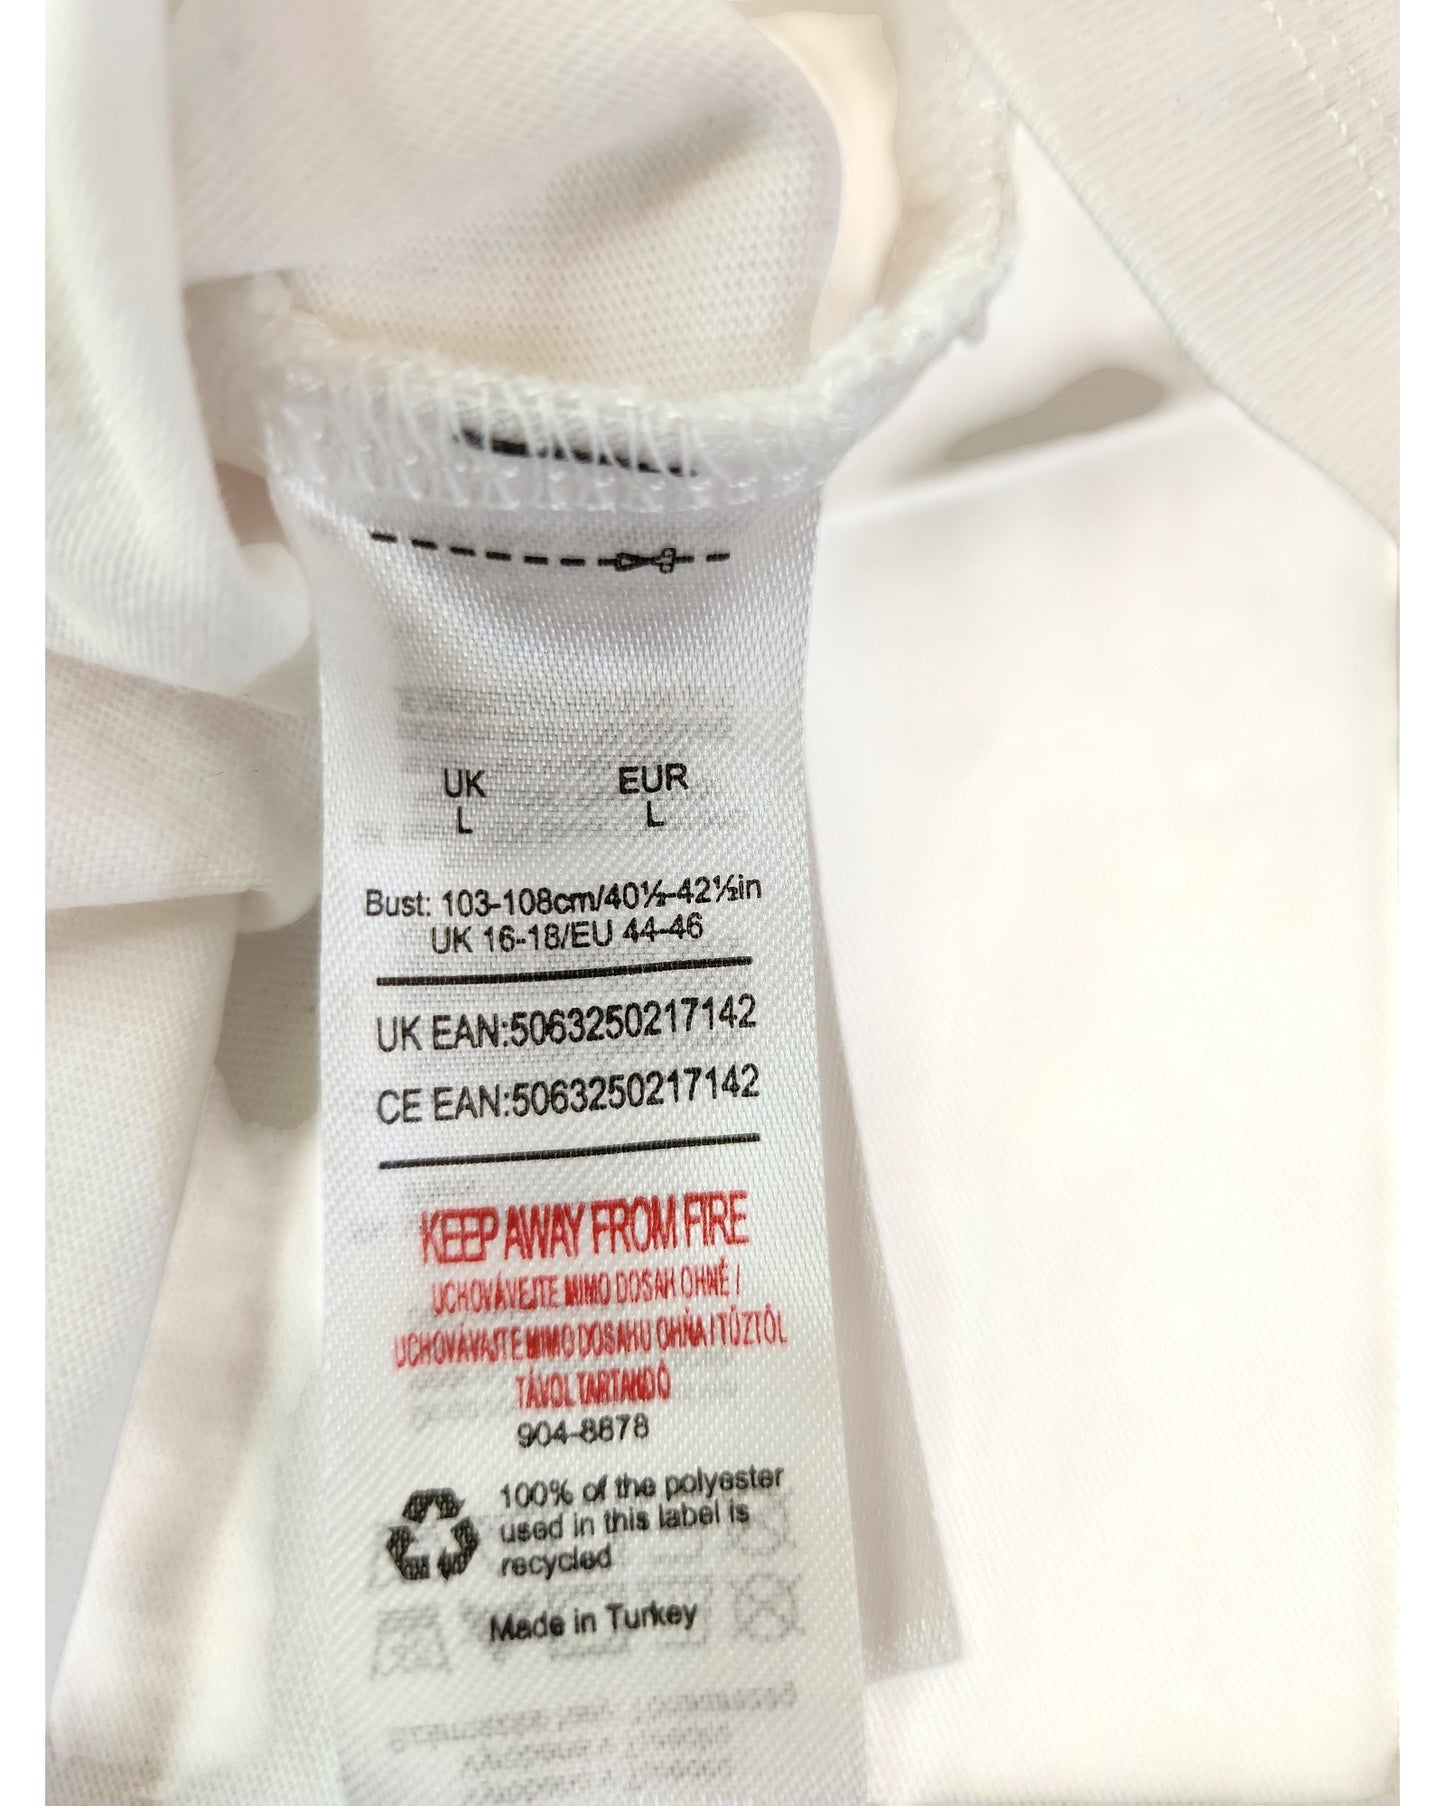 UK EUR
L L
Bust: 103-108cm/40½-42½in
UK 16-18/EU 44-46
UK EAN:5063250217142
CE EAN:5063250217142
KEEP AWAY FROM FIRE
UCHOVÁVEJTE MIMO DOSAH OHNĚ /
UCHOVÁVAJTE MIMO DOSAHU OHŇA / TŰZTŐL
TÁVOL TARTANDÓ
904-8878
100% of the polyester
used in this label is
recycled
Made in Turkey